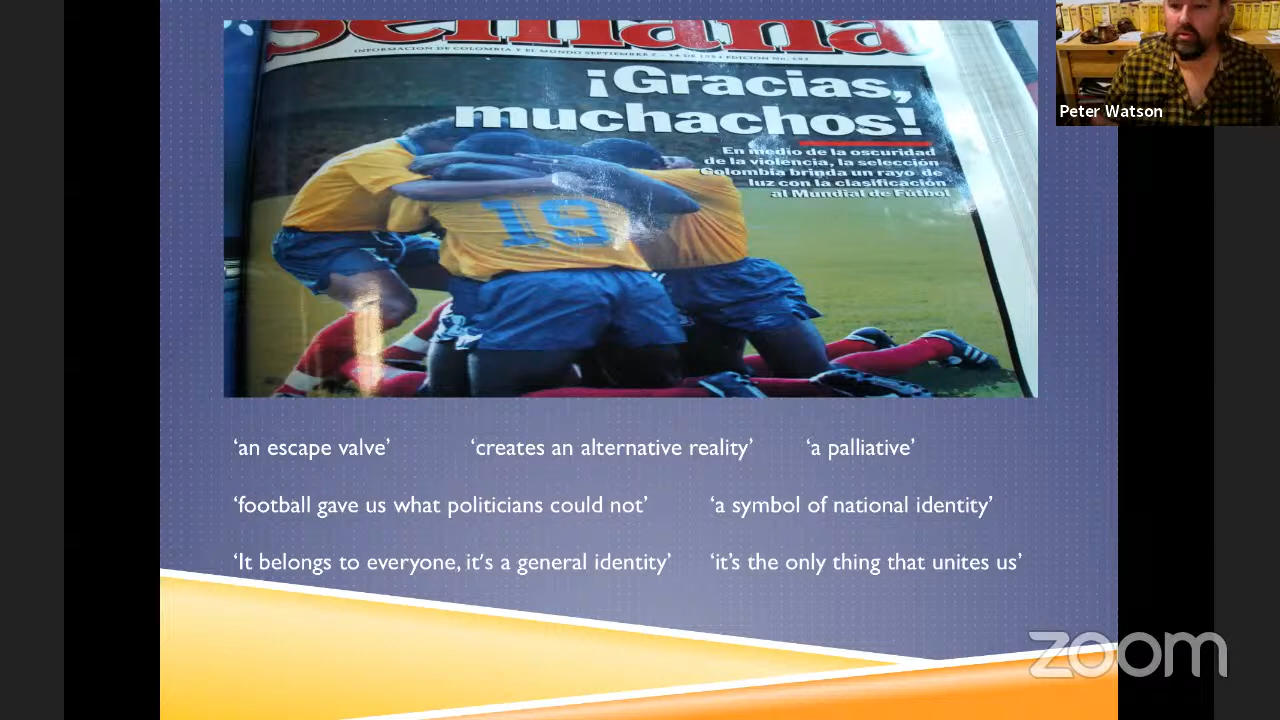 Semana
¡Gracias,
muchachos!
En medio de la oscuridad
de la violencia, la selección
Colombia brinda un rayo de
luz con la clasificación
al Mundial de Fútbol
19
Peter Watson
‘an escape valve’ ‘creates an alternative reality’ ‘a palliative’
‘football gave us what politicians could not’ ‘a symbol of national identity’
‘It belongs to everyone, it's a general identity’ ‘it’s the only thing that unites us’
zoom